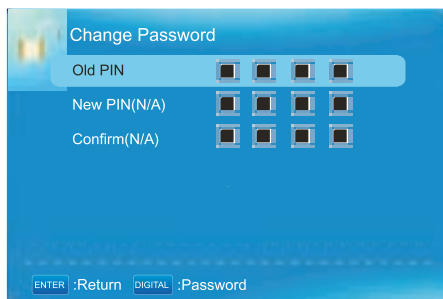 Change Password
Old PIN
New PIN(N/A)
Confirm(N/A)
ENTER :Return DIGITAL :Password